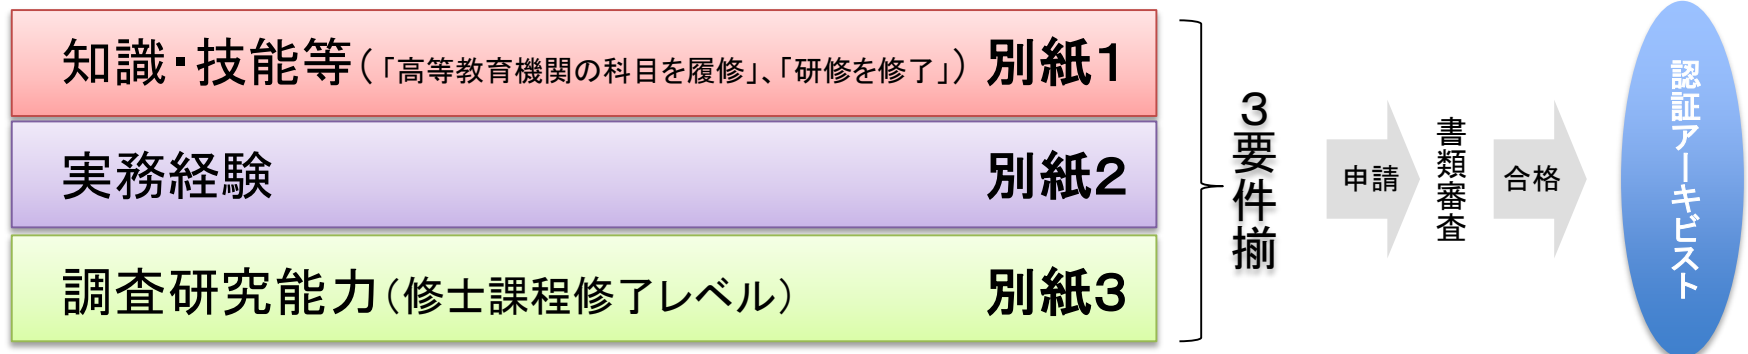 知識・技能等(「高等教育機関の科目を履修」、「研修を修了」) 別紙1
実務経験 別紙2
調査研究能力(修士課程修了レベル) 別紙3
3要件揃
申請
書類審査
合格
認証アーキビスト